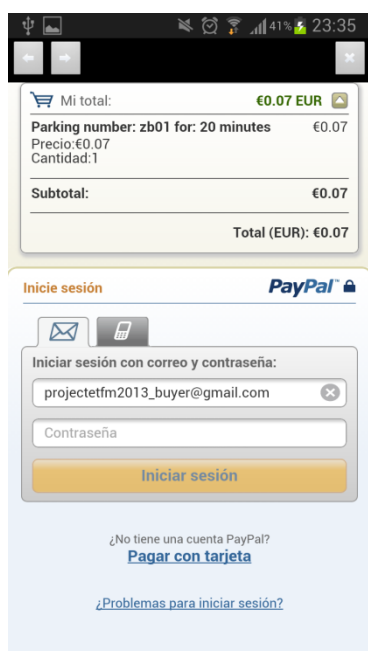 41% 23:35
Mi total: €0.07 EUR
Parking number: zb01 for: 20 minutes €0.07
Precio:€0.07
Cantidad:1
Subtotal: €0.07
Total (EUR): €0.07
Inicie sesión PayPal™
Iniciar sesión con correo y contraseña:
projectetfm2013_buyer@gmail.com
Contraseña
Iniciar sesión
¿No tiene una cuenta PayPal?
Pagar con tarjeta
¿Problemas para iniciar sesión?